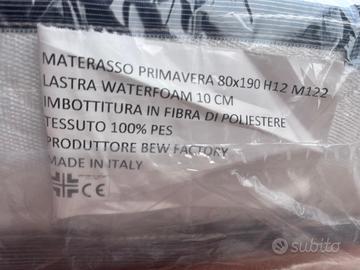 MATERASSO PRIMAVERA 80x190 H12 M122
LASTRA WATERFOAM 10 CM
IMBOTTITURA IN FIBRA DI POLIESTERE
TESSUTO 100% PES
PRODUTTORE BEW FACTORY
MADE IN ITALY
CE
subito